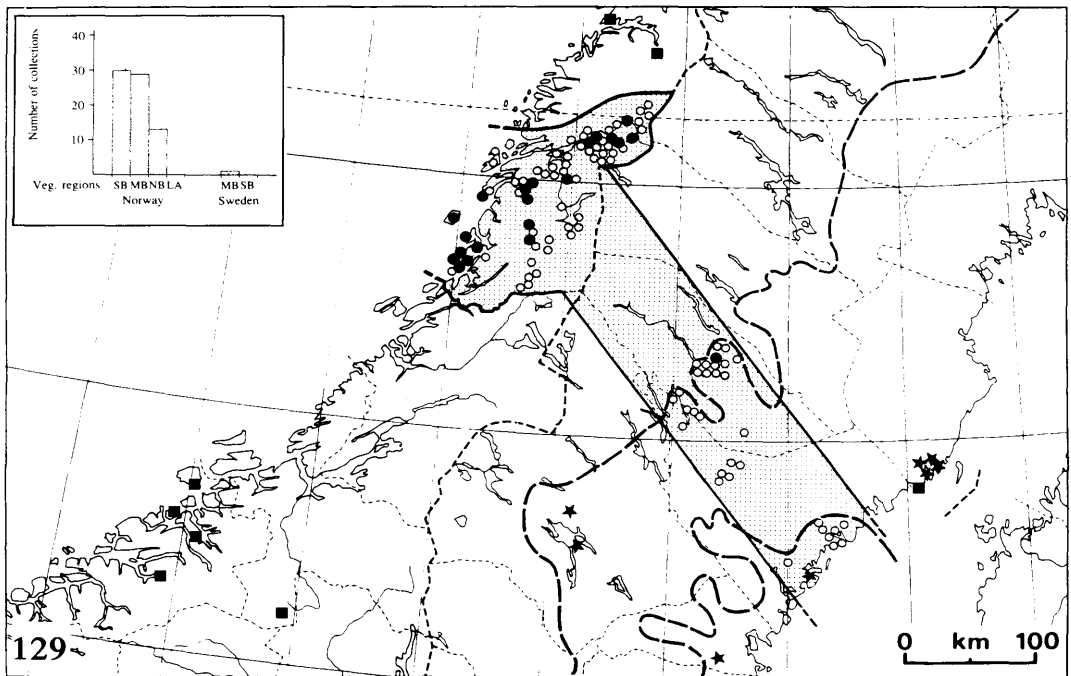 Number of collections
40
30
20
10
Veg. regions SB MB NB LA MB SB
Norway Sweden
129
0 km 100